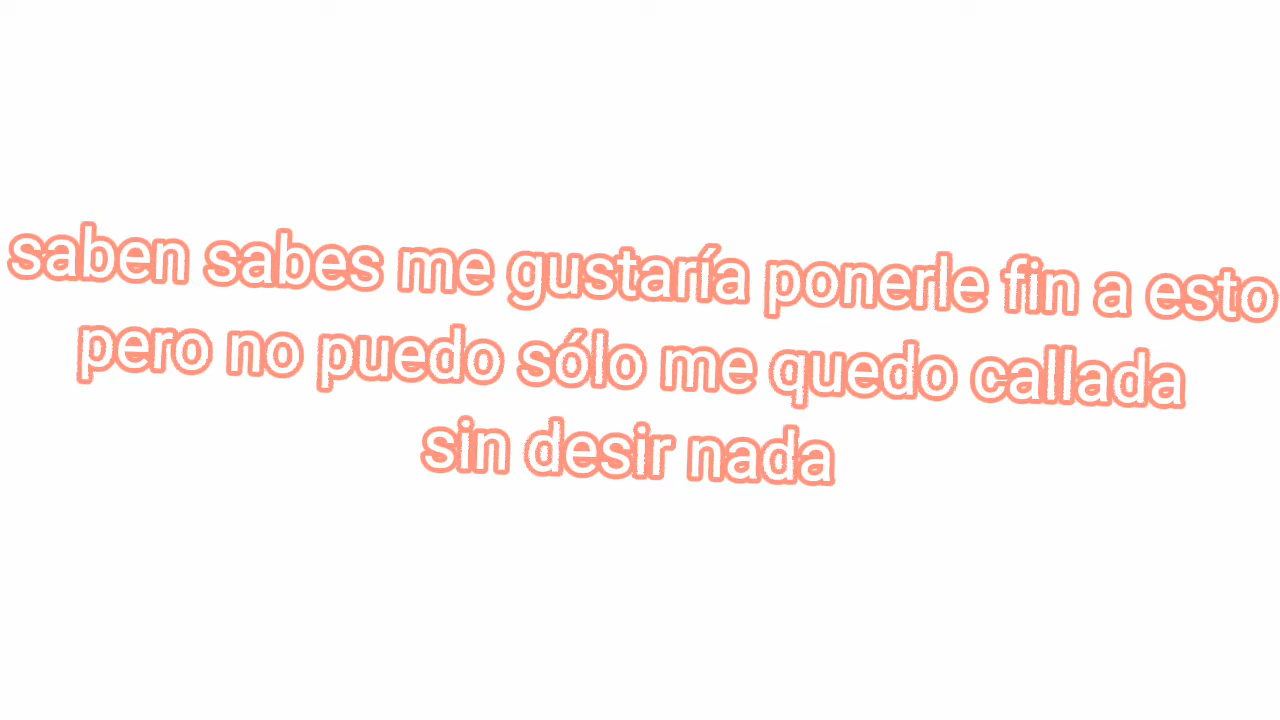 saben sabes me gustaría ponerle fin a esto
pero no puedo sólo me quedo callada
sin desir nada